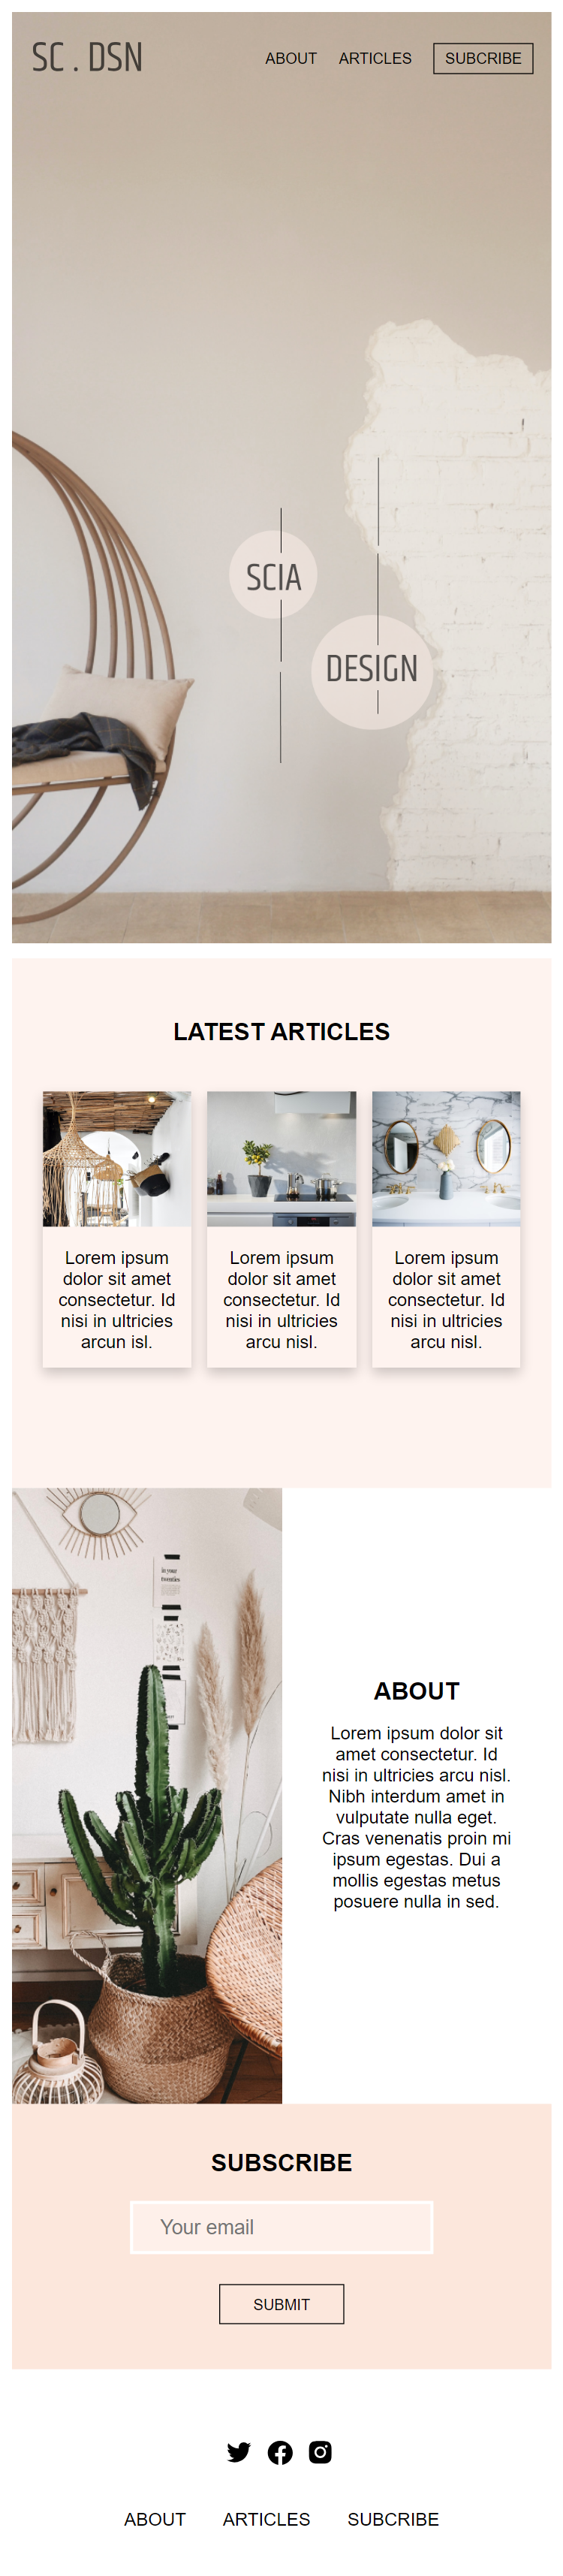 SC . DSN
ABOUT ARTICLES SUBCRIBE
SCIA
DESIGN
LATEST ARTICLES
Lorem ipsum
dolor sit amet
consectetur. Id
nisi in ultricies
arcun isl.
Lorem ipsum
dolor sit amet
consectetur. Id
nisi in ultricies
arcu nisl.
Lorem ipsum
dolor sit amet
consectetur. Id
nisi in ultricies
arcu nisl.
in your
twenties
ABOUT
Lorem ipsum dolor sit
amet consectetur. Id
nisi in ultricies arcu nisl.
Nibh interdum amet in
vulputate nulla eget.
Cras venenatis proin mi
ipsum egestas. Dui a
mollis egestas metus
posuere nulla in sed.
SUBSCRIBE
Your email
SUBMIT
ABOUT ARTICLES SUBCRIBE